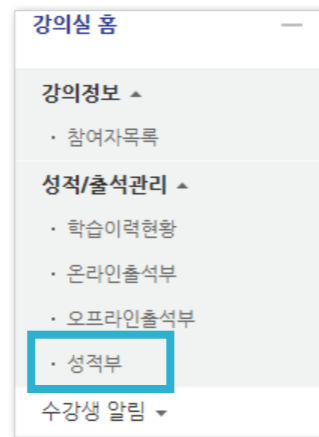 강의실 홈
강의정보
· 참여자목록
성적/출석관리
· 학습이력현황
· 온라인출석부
· 오프라인출석부
· 성적부
수강생 알림